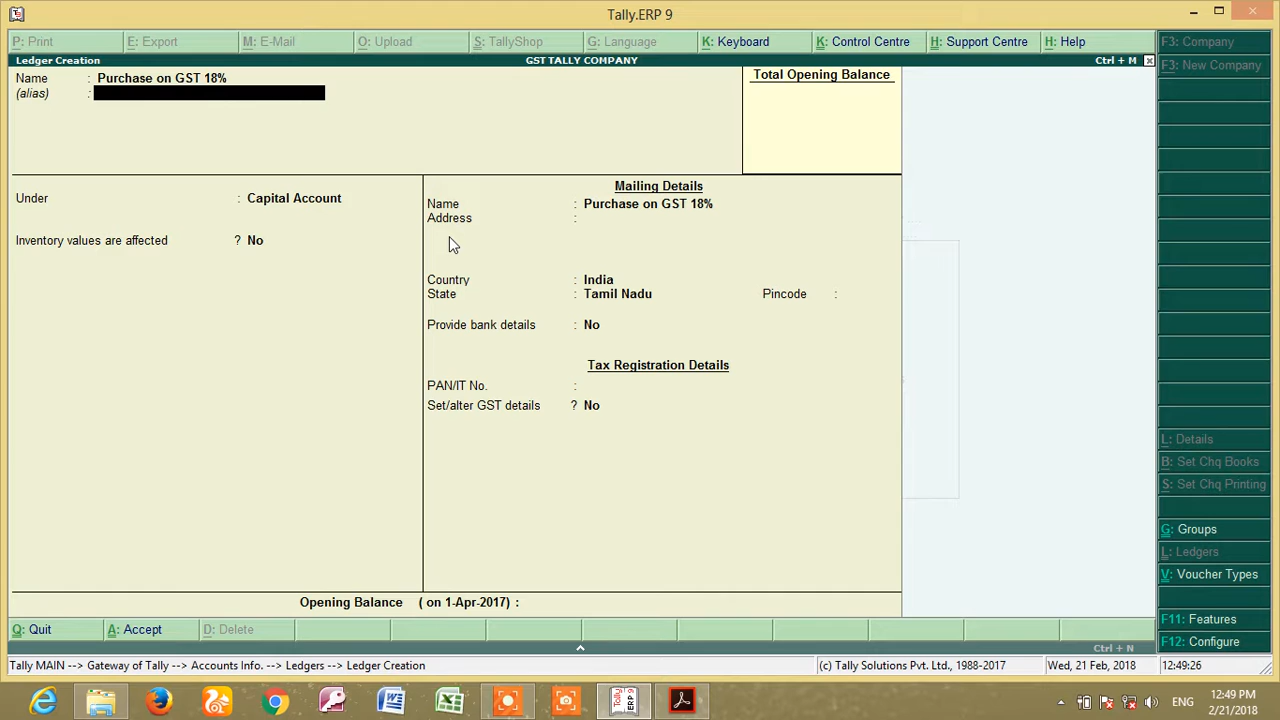 Tally.ERP 9
P: Print E: Export M: E-Mail O: Upload S: TallyShop G: Language K: Keyboard K: Control Centre H: Support Centre H: Help
F3: Company
F3: New Company
Ledger Creation GST TALLY COMPANY Ctrl + M
Name : Purchase on GST 18%
(alias) :
Total Opening Balance
Under : Capital Account
Inventory values are affected ? No
Mailing Details
Name : Purchase on GST 18%
Address :
Country : India
State : Tamil Nadu Pincode :
Provide bank details : No
Tax Registration Details
PAN/IT No. :
Set/alter GST details ? No
L: Details
B: Set Chq Books
S: Set Chq Printing
G: Groups
L: Ledgers
V: Voucher Types
F11: Features
F12: Configure
Opening Balance ( on 1-Apr-2017) :
Q: Quit A: Accept D: Delete
Ctrl + N
Tally MAIN --> Gateway of Tally --> Accounts Info. --> Ledgers --> Ledger Creation (c) Tally Solutions Pvt. Ltd., 1988-2017 Wed, 21 Feb, 2018 12:49:26
Tally ERP 9
ENG
12:49 PM
2/21/2018